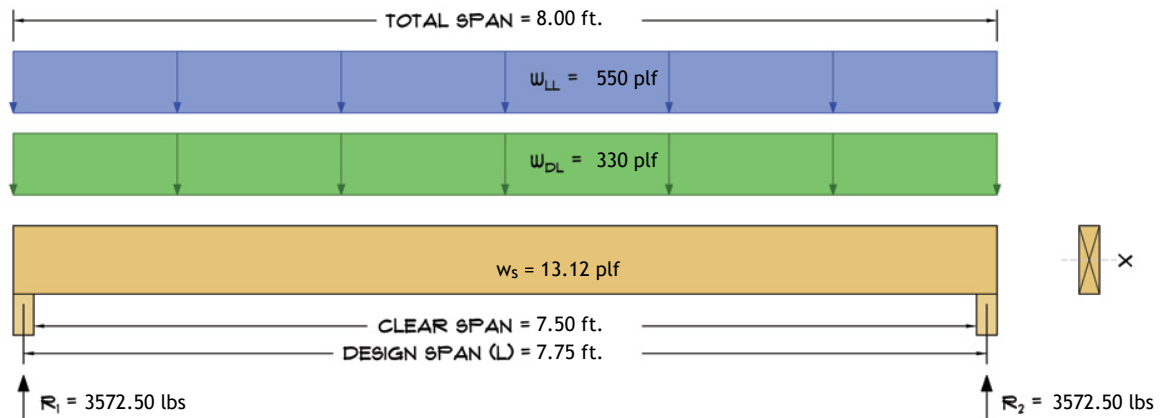 TOTAL SPAN = 8.00 ft.
WLL = 550 plf
WDL = 330 plf
ws = 13.12 plf
X
CLEAR SPAN = 7.50 ft.
DESIGN SPAN (L) = 7.75 ft.
R1 = 3572.50 lbs
R2 = 3572.50 lbs